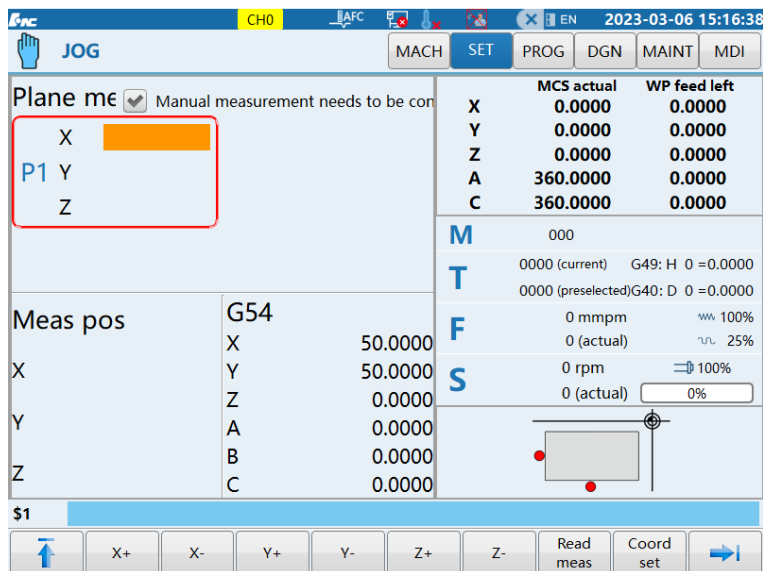 CH0 AFC EN 2023-03-06 15:16:38
JOG MACH SET PROG DGN MAINT MDI
Plane me Manual measurement needs to be con
P1
X
Y
Z
MCS actual WP feed left
X 0.0000 0.0000
Y 0.0000 0.0000
Z 0.0000 0.0000
A 360.0000 0.0000
C 360.0000 0.0000
M 000
T 0000 (current) G49: H 0 =0.0000
0000 (preselected)G40: D 0 =0.0000
F 0 mmpm 100%
0 (actual) 25%
S 0 rpm 100%
0 (actual) 0%
Meas pos
X
Y
Z
G54
X 50.0000
Y 50.0000
Z 0.0000
A 0.0000
B 0.0000
C 0.0000
$1
X+ X- Y+ Y- Z+ Z- Read meas Coord set